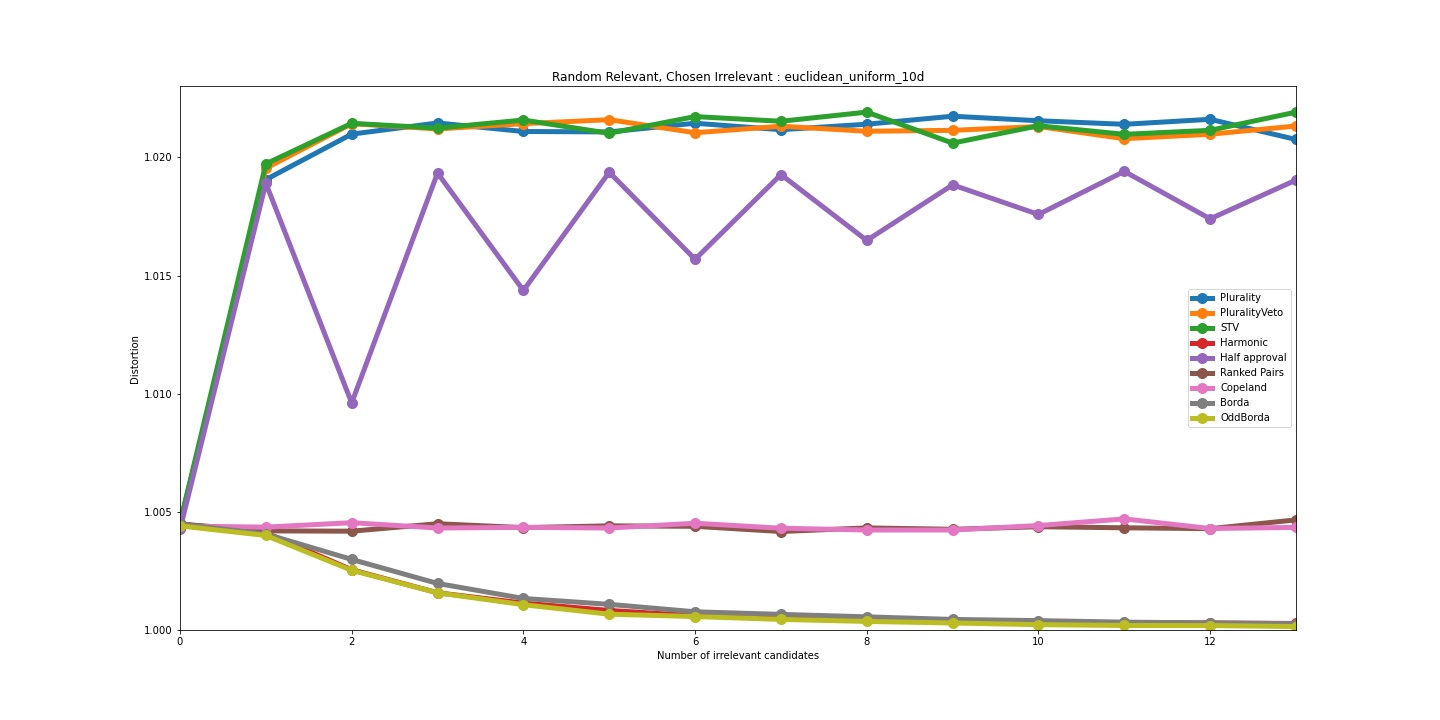 Random Relevant, Chosen Irrelevant : euclidean_uniform_10d
Distortion
1.020
1.015
1.010
1.005
1.000
Plurality
PluralityVeto
STV
Harmonic
Half approval
Ranked Pairs
Copeland
Borda
OddBorda
0 2 4 6 8 10 12
Number of irrelevant candidates